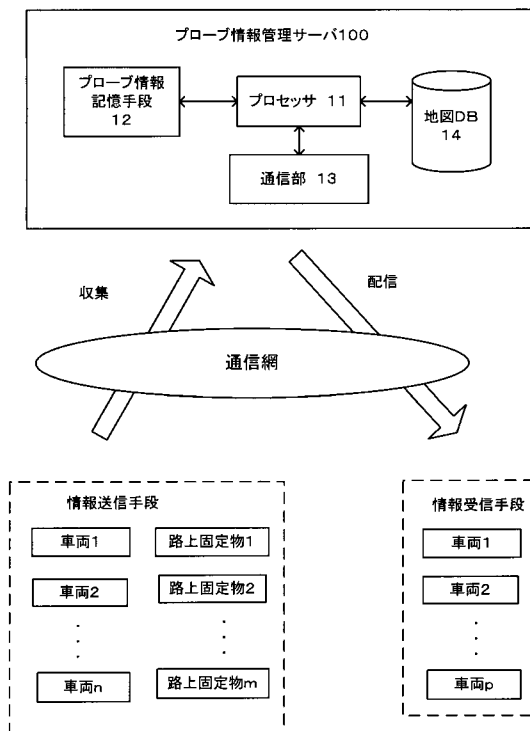 プローブ情報管理サーバ100
プローブ情報
記憶手段
12
プロセッサ 11
地図DB
14
通信部 13
収集
配信
通信網
情報送信手段
車両1
路上固定物1
車両2
路上固定物2
車両n
路上固定物m
情報受信手段
車両1
車両2
車両p